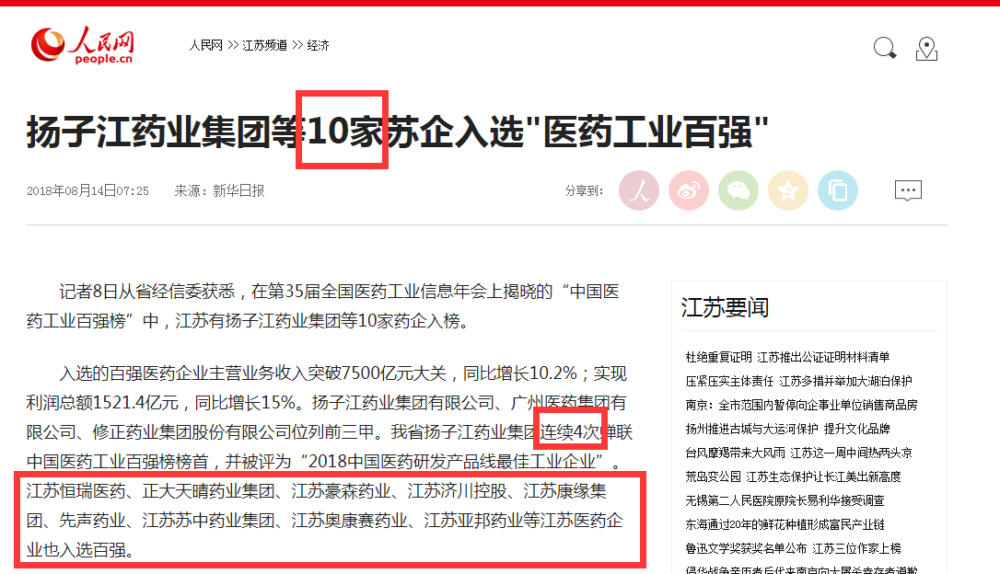 人民网
people.cn
人民网 >> 江苏频道 >> 经济
扬子江药业集团等10家苏企入选"医药工业百强"
2018年08月14日07:25 来源：新华日报
分享到：
记者8日从省经信委获悉，在第35届全国医药工业信息年会上揭晓的“中国医
药工业百强榜”中，江苏有扬子江药业集团等10家药企入榜。
入选的百强医药企业主营业务收入突破7500亿元大关，同比增长10.2%；实现
利润总额1521.4亿元，同比增长15%。扬子江药业集团有限公司、广州医药集团有
限公司、修正药业集团股份有限公司位列前三甲。我省扬子江药业集团连续4次蝉联
中国医药工业百强榜榜首，并被评为“2018中国医药研发产品线最佳工业企业”。
江苏恒瑞医药、正大天晴药业集团、江苏豪森药业、江苏济川控股、江苏康缘集
团、先声药业、江苏苏中药业集团、江苏奥康赛药业、江苏亚邦药业等江苏医药企
业也入选百强。
江苏要闻
杜绝重复证明 江苏推出公证证明材料清单
压紧压实主体责任 江苏多措并举加大湖泊保护
南京：全市范围内暂停向企事业单位销售商品房
扬州推进古城与大运河保护 提升文化品牌
台风摩羯带来大风雨 江苏这一周中间热两头凉
荒岛变公园 江苏生态保护让长江美出新高度
无锡第二人民医院原院长易利华接受调查
东海通过20年的鲜花种植形成富民产业链
鲁迅文学奖获奖名单公布 江苏三位作家上榜
侵华战争亲历者后代来南京向大屠杀幸存者道歉